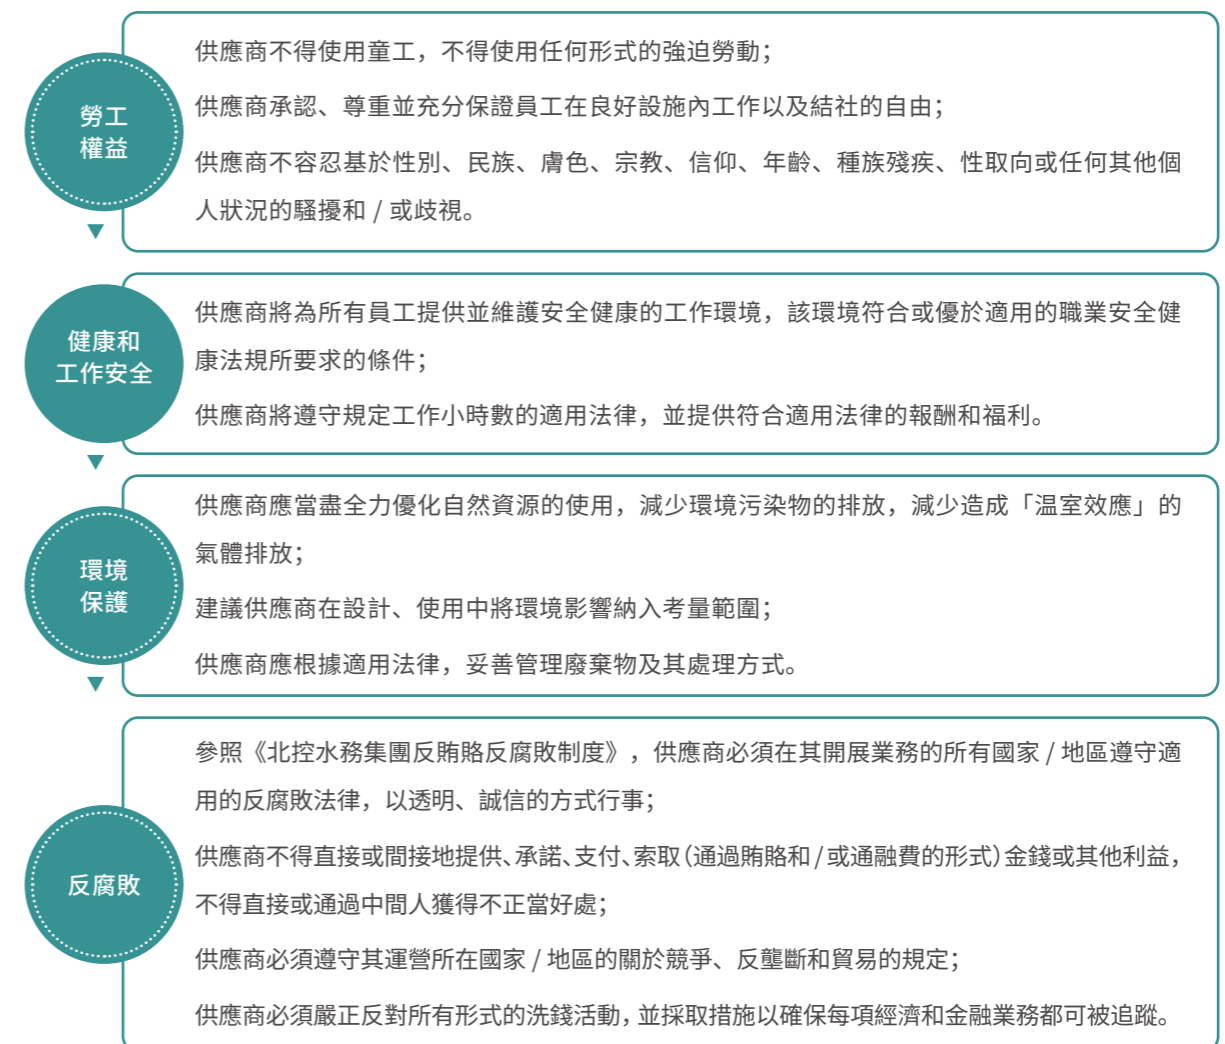 勞工
權益
供應商不得使用童工，不得使用任何形式的強迫勞動；
供應商承認、尊重並充分保證員工在良好設施內工作以及結社的自由；
供應商不容忍基於性別、民族、膚色、宗教、信仰、年齡、種族殘疾、性取向或任何其他個
人狀況的騷擾和 / 或歧視。
健康和
工作安全
供應商將為所有員工提供並維護安全健康的工作環境，該環境符合或優於適用的職業安全健
康法規所要求的條件；
供應商將遵守規定工作小時數的適用法律，並提供符合適用法律的報酬和福利。
環境
保護
供應商應當盡全力優化自然資源的使用，減少環境污染物的排放，減少造成「温室效應」的
氣體排放；
建議供應商在設計、使用中將環境影響納入考量範圍；
供應商應根據適用法律，妥善管理廢棄物及其處理方式。
反腐敗
參照《北控水務集團反賄賂反腐敗制度》，供應商必須在其開展業務的所有國家 / 地區遵守適
用的反腐敗法律，以透明、誠信的方式行事；
供應商不得直接或間接地提供、承諾、支付、索取（通過賄賂和 / 或通融費的形式）金錢或其他利益，
不得直接或通過中間人獲得不正當好處；
供應商必須遵守其運營所在國家 / 地區的關於競爭、反壟斷和貿易的規定；
供應商必須嚴正反對所有形式的洗錢活動，並採取措施以確保每項經濟和金融業務都可被追蹤。